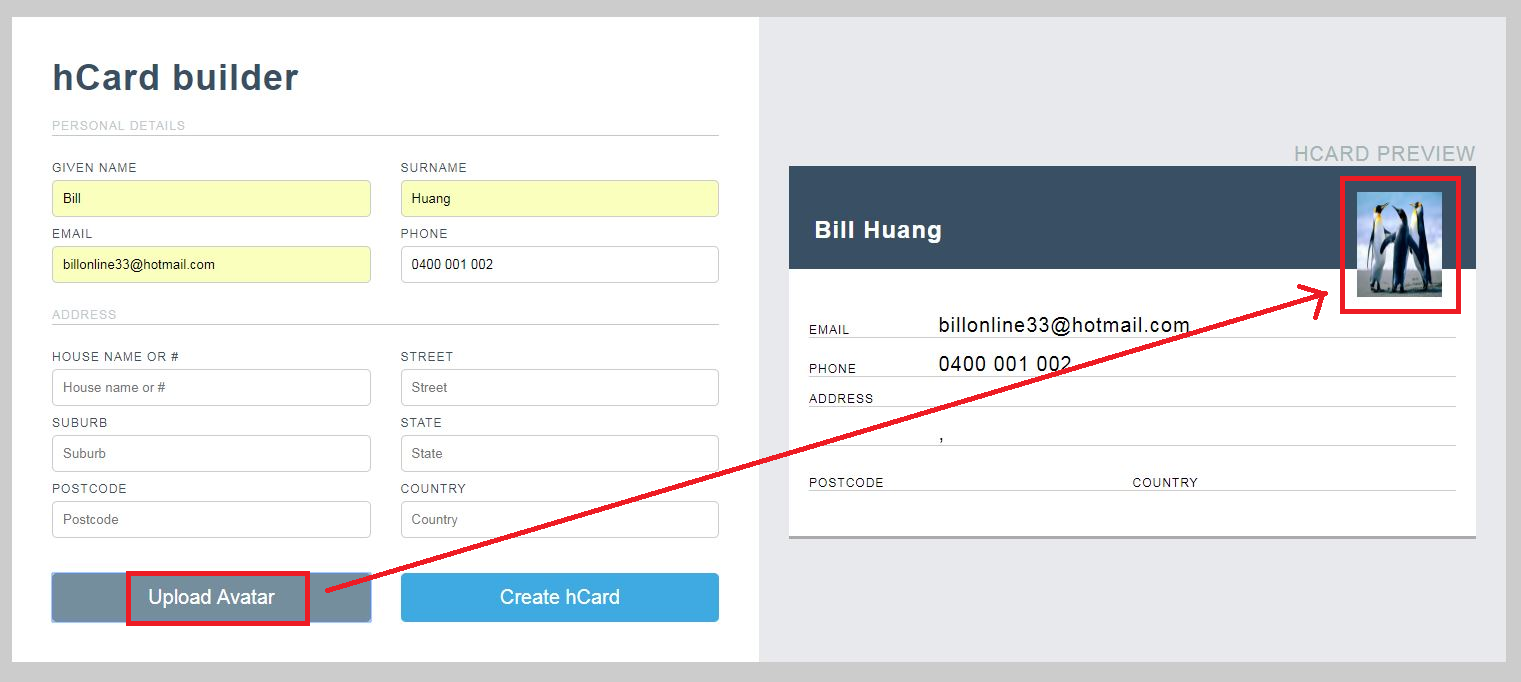 hCard builder
PERSONAL DETAILS
GIVEN NAME
SURNAME
Bill
Huang
EMAIL
PHONE
billonline33@hotmail.com
0400 001 002
ADDRESS
HOUSE NAME OR #
STREET
House name or #
Street
SUBURB
STATE
Suburb
State
POSTCODE
COUNTRY
Postcode
Country
Upload Avatar
Create hCard
HCARD PREVIEW
Bill Huang
EMAIL
billonline33@hotmail.com
PHONE
0400 001 002
ADDRESS
,
POSTCODE
COUNTRY